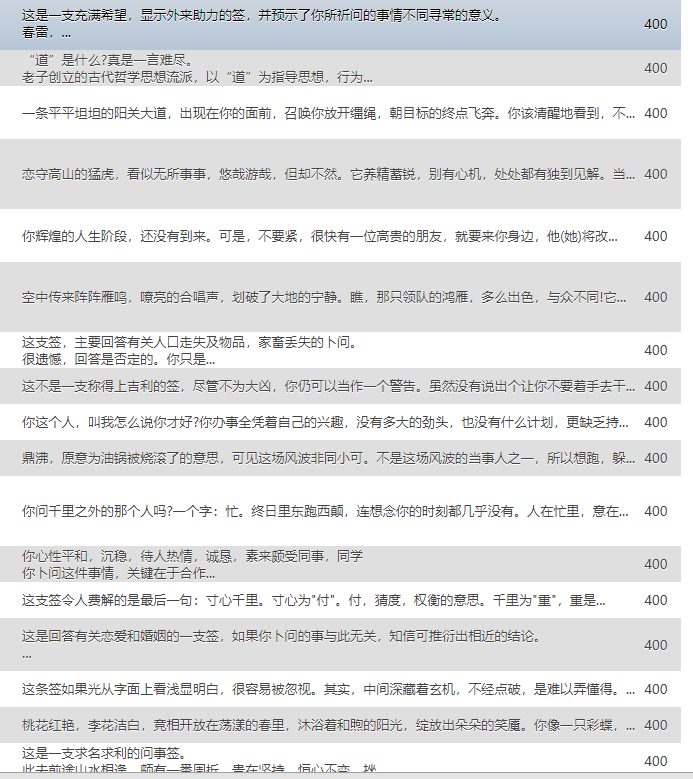 这是一支充满希望，显示外来助力的签，并预示了你所祈问的事情不同寻常的意义。
春雷，... 400
“道”是什么?真是一言难尽。
老子创立的古代哲学思想流派，以“道”为指导思想，行为... 400
一条平平坦坦的阳关大道，出现在你的面前，召唤你放开缰绳，朝目标的终点飞奔。你该清醒地看到，不... 400
恋守高山的猛虎，看似无所事事，悠哉游哉，但却不然。它养精蓄锐，别有心机，处处都有独到见解。当... 400
你辉煌的人生阶段，还没有到来。可是，不要紧，很快有一位高贵的朋友，就要来你身边，他(她)将改... 400
空中传来阵阵雁鸣，嘹亮的合唱声，划破了大地的宁静。瞧，那只领队的鸿雁，多么出色，与众不同!它... 400
这支签，主要回答有关人口走失及物品，家畜丢失的卜问。
很遗憾，回答是否定的。你只是... 400
这不是一支称得上吉利的签，尽管不为大凶，你仍可以当作一个警告。虽然没有说出个让你不要着手去干... 400
你这个人，叫我怎么说你才好?你办事全凭着自己的兴趣，没有多大的劲头，也没有什么计划，更缺乏持... 400
鼎沸，原意为油锅被烧滚了的意思，可见这场风波非同小可。不是这场风波的当事人之一，所以想跑，躲... 400
你问千里之外的那个人吗?一个字：忙。终日里东跑西颠，连想念你的时刻都几乎没有。人在忙里，意在... 400
你心性平和，沉稳，待人热情，诚恳，素来颇受同事，同学
你卜问这件事情，关键在于合作... 400
这支签令人费解的是最后一句：寸心千里。寸心为"付"。付，猜度，权衡的意思。千里为"重"，重是... 400
这是回答有关恋爱和婚姻的一支签，如果你卜问的事与此无关，知信可推衍出相近的结论。
... 400
这条签如果光从字面上看浅显明白，很容易被忽视。其实，中间深藏着玄机，不经点破，是难以弄懂得。... 400
桃花红艳，李花洁白，竞相开放在荡漾的春里，沐浴着和煦的阳光，绽放出朵朵的笑靥。你像一只彩蝶，... 400
这是一支求名求利的问事签。
此去前途山水相逢，颇有一番周折，贵在坚持，恒心不变，挫... 400